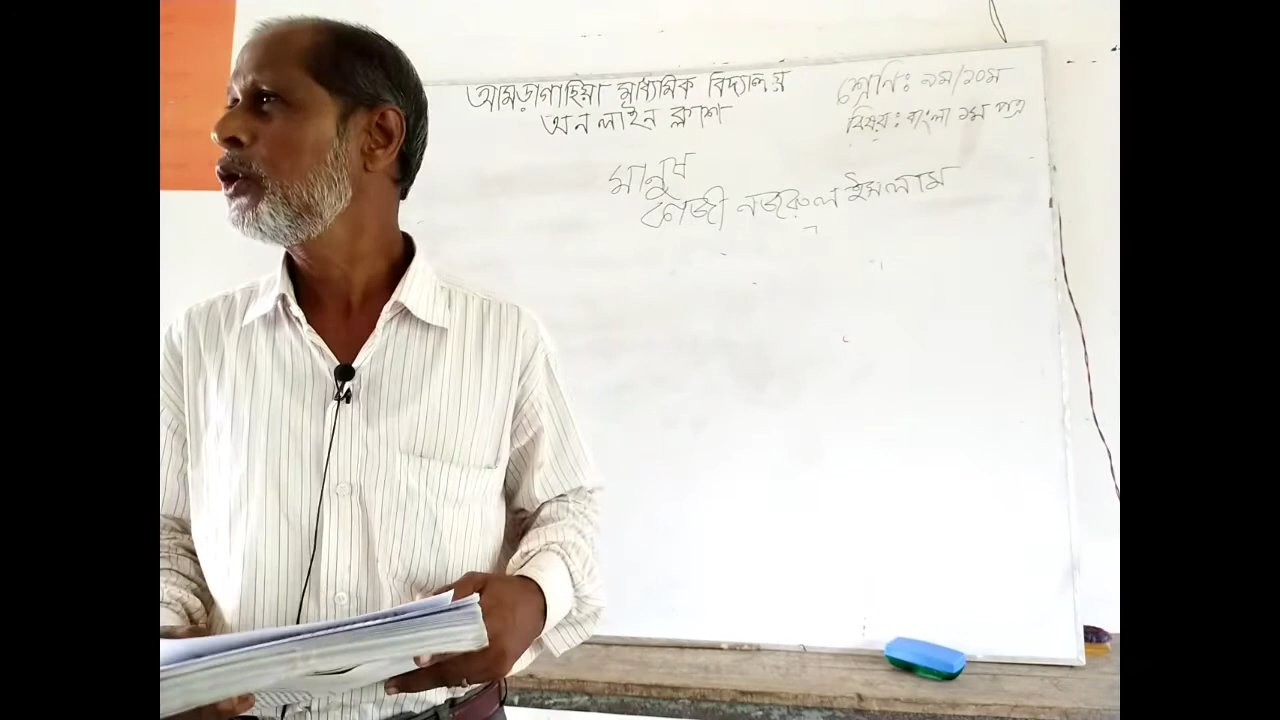 আমড়াগাছিয়া মাধ্যমিক বিদ্যালয়
অনলাইন ক্লাশ
শ্রেনি: ৯ম/১০ম
বিষয়: বাংলা ১ম পত্র
মানুষ
কাজী নজরুল ইসলাম